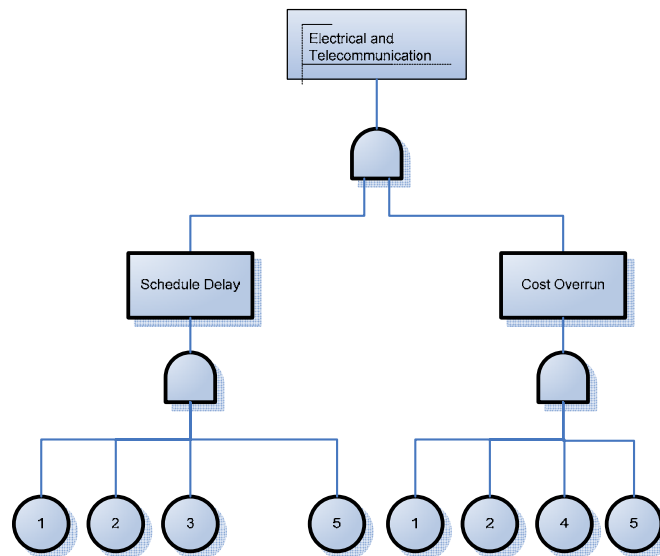 Electrical and
Telecommunication
Schedule Delay
Cost Overrun
1
2
3
5
1
2
4
5